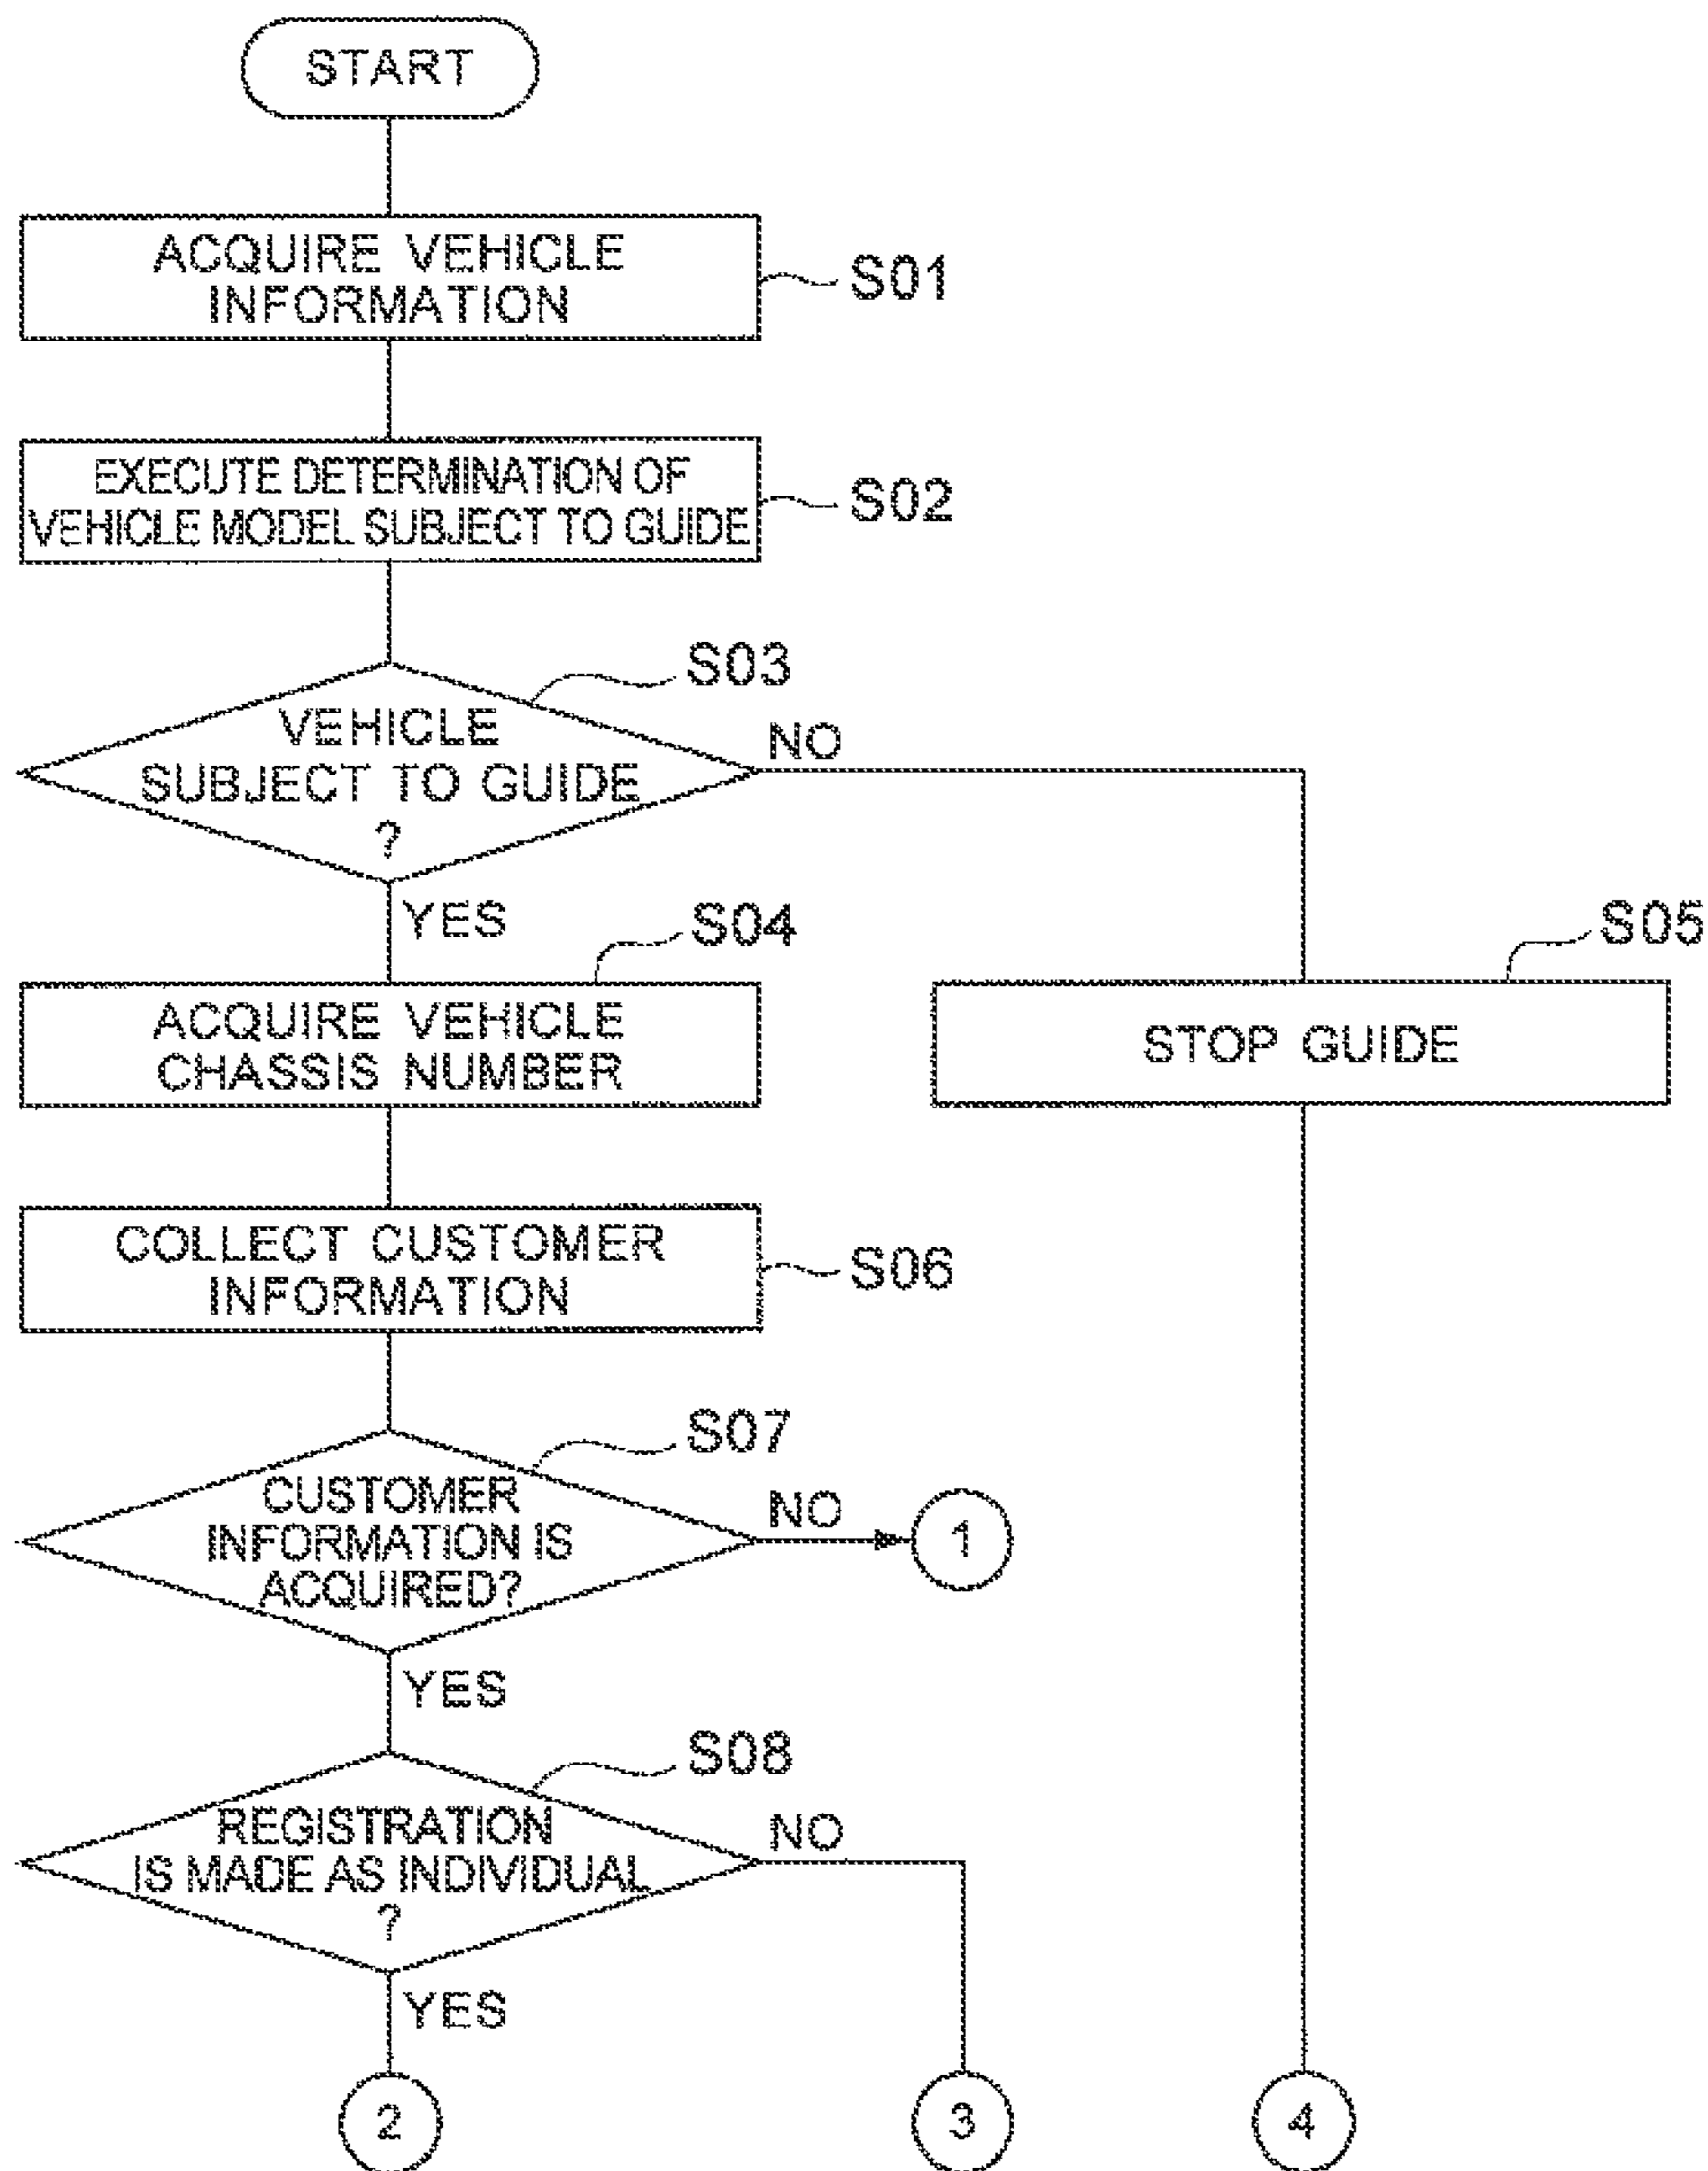 START
ACQUIRE VEHICLE
INFORMATION
S01
EXECUTE DETERMINATION OF
VEHICLE MODEL SUBJECT TO GUIDE
S02
S03
VEHICLE
SUBJECT TO GUIDE
?
NO
YES
S04
ACQUIRE VEHICLE
CHASSIS NUMBER
S05
STOP GUIDE
COLLECT CUSTOMER
INFORMATION
S06
S07
CUSTOMER
INFORMATION IS
ACQUIRED?
NO
1
YES
S08
REGISTRATION
IS MADE AS INDIVIDUAL
?
NO
YES
2
3
4